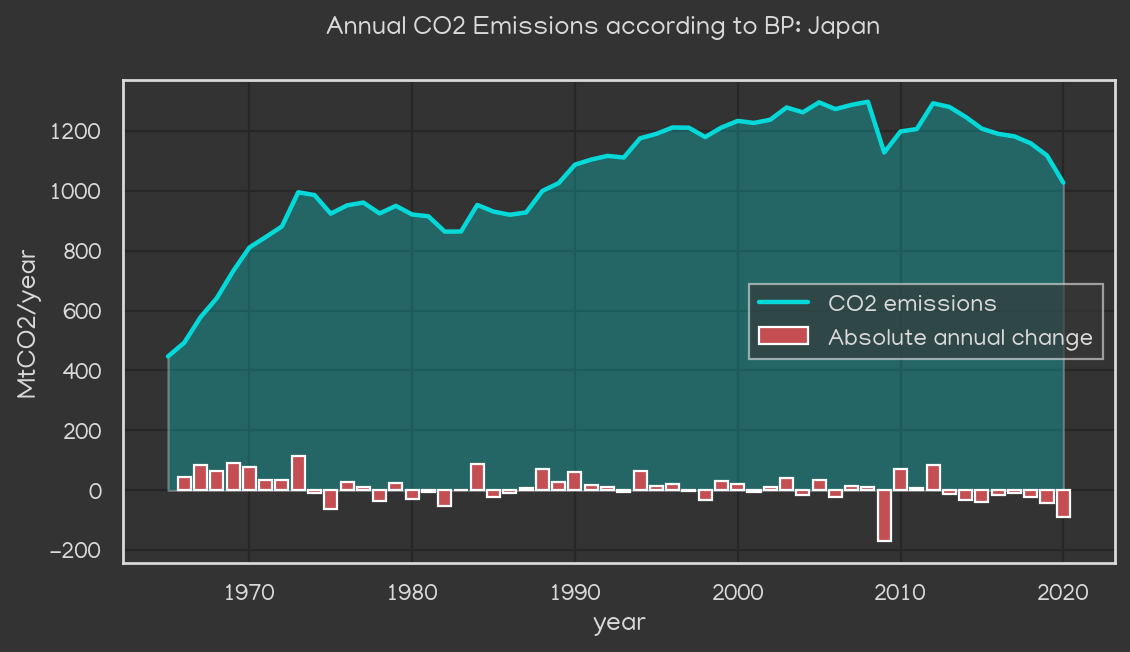 Annual CO2 Emissions according to BP: Japan
MtCO2/year
1200
1000
800
600
400
200
0
−200
CO2 emissions
Absolute annual change
1970 1980 1990 2000 2010 2020
year